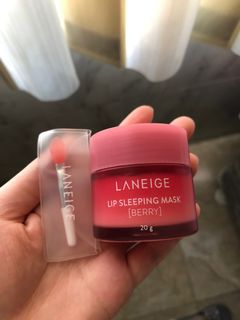 LANEIGE
LANEIGE
LIP SLEEPING MASK
[BERRY]
20 g